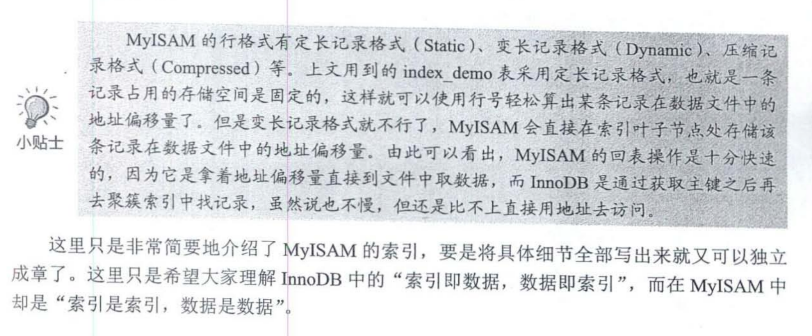 MyISAM 的行格式有定长记录格式（Static）、变长记录格式（Dynamic）、压缩记
录格式（Compressed）等。上文用到的 index_demo 表采用定长记录格式，也就是一条
记录占用的存储空间是固定的，这样就可以使用行号轻松算出某条记录在数据文件中的
地址偏移量了。但是变长记录格式就不行了，MyISAM 会直接在索引叶子节点处存储该
条记录在数据文件中的地址偏移量。由此可以看出，MyISAM 的回表操作是十分快速
的，因为它是拿着地址偏移量直接到文件中取数据，而 InnoDB 是通过获取主键之后再
去聚簇索引中找记录，虽然说也不慢，但还是比不上直接用地址去访问。
小贴士
这里只是非常简要地介绍了 MyISAM 的索引，要是将具体细节全部写出来就又可以独立
成章了。这里只是希望大家理解 InnoDB 中的“索引即数据，数据即索引”，而在 MyISAM 中
却是“索引是索引，数据是数据”。